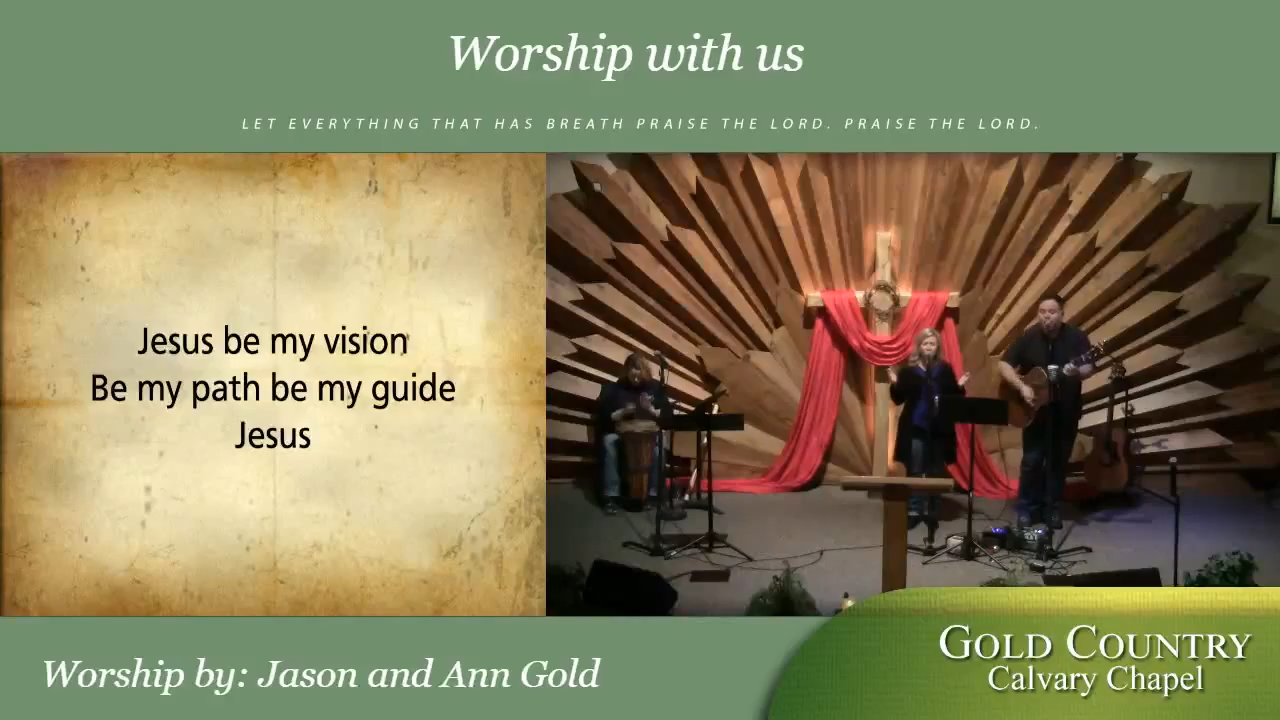 Worship with us
LET EVERYTHING THAT HAS BREATH PRAISE THE LORD. PRAISE THE LORD.
Jesus be my vision
Be my path be my guide
Jesus
Worship by: Jason and Ann Gold
GOLD COUNTRY
Calvary Chapel